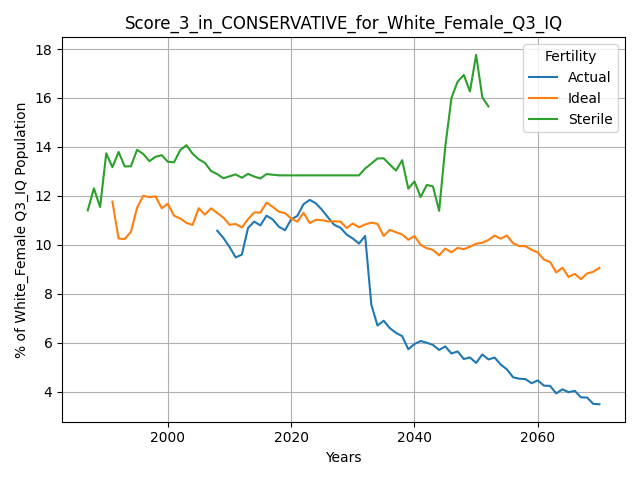 Score_3_in_CONSERVATIVE_for_White_Female_Q3_IQ
% of White_Female Q3_IQ Population
18
16
14
12
10
8
6
4
Fertility
Actual
Ideal
Sterile
2000
2020
2040
2060
Years